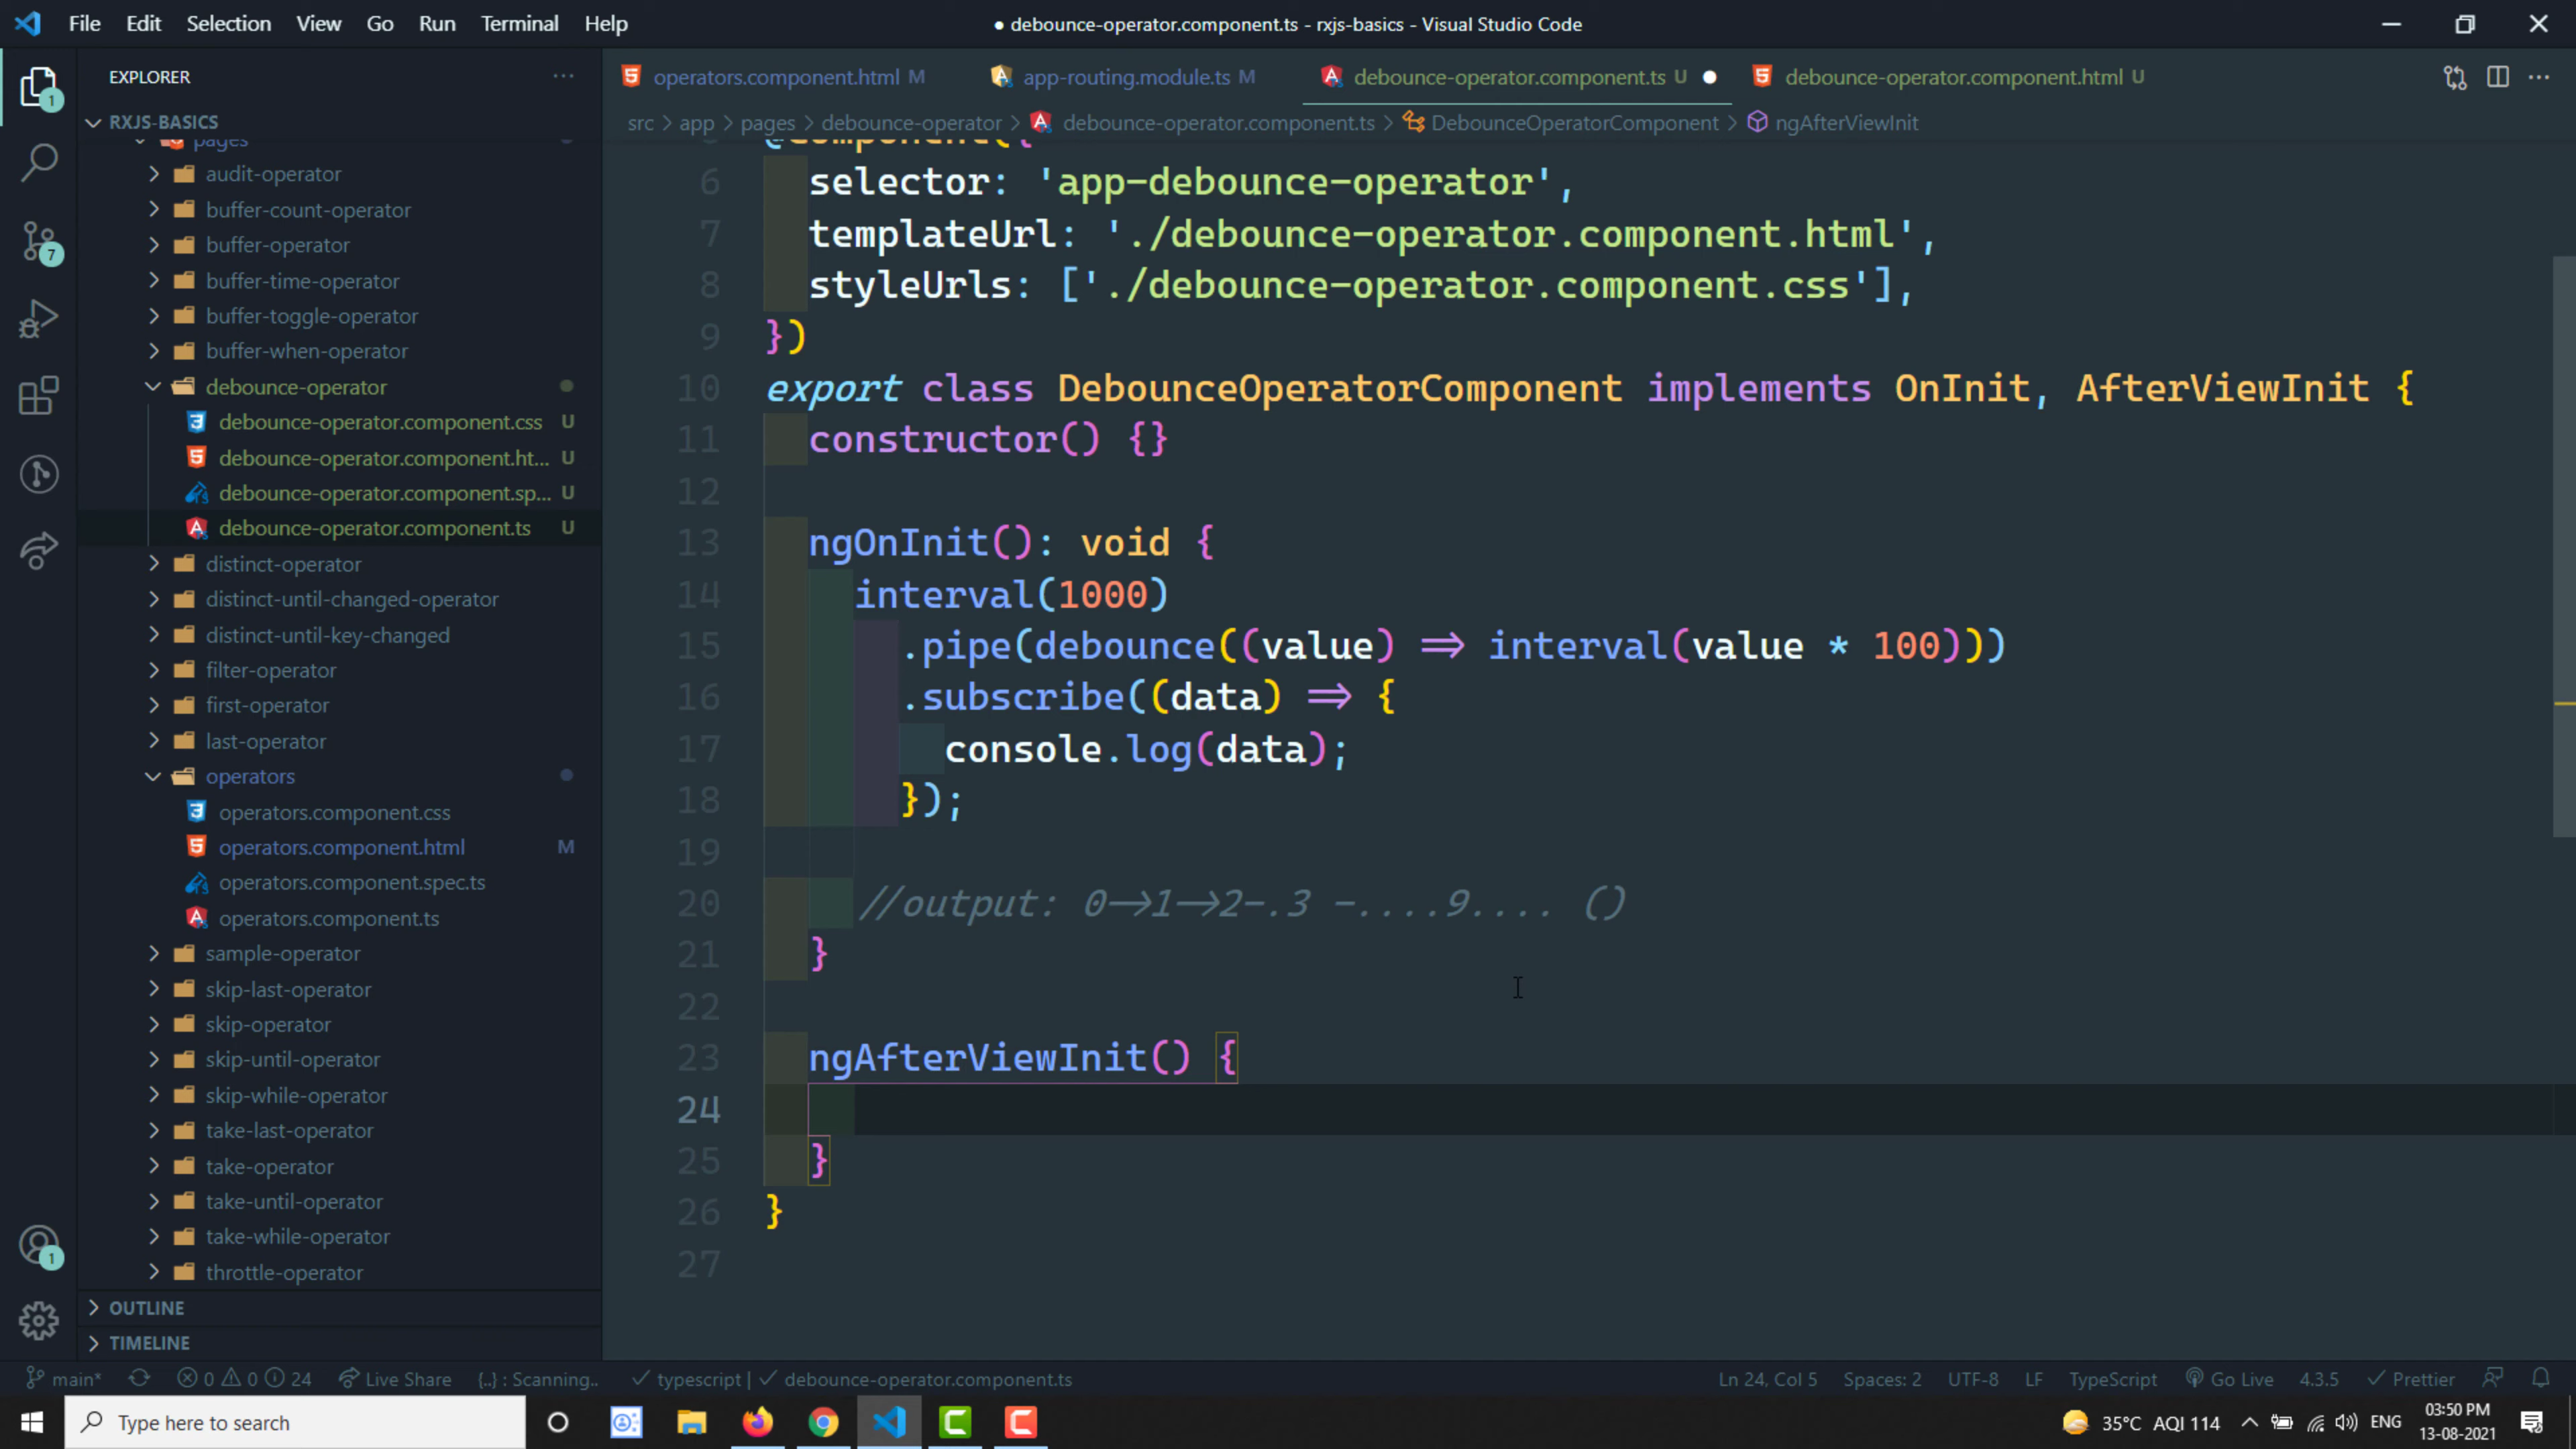 File Edit Selection View Go Run Terminal Help
● debounce-operator.component.ts - rxjs-basics - Visual Studio Code
EXPLORER ...
RXJS-BASICS
pages
audit-operator
buffer-count-operator
buffer-operator
buffer-time-operator
buffer-toggle-operator
buffer-when-operator
debounce-operator
debounce-operator.component.css U
debounce-operator.component.ht... U
debounce-operator.component.sp... U
debounce-operator.component.ts U
distinct-operator
distinct-until-changed-operator
distinct-until-key-changed
filter-operator
first-operator
last-operator
operators
operators.component.css
operators.component.html M
operators.component.spec.ts
operators.component.ts
sample-operator
skip-last-operator
skip-operator
skip-until-operator
skip-while-operator
take-last-operator
take-operator
take-until-operator
take-while-operator
throttle-operator
OUTLINE
TIMELINE
1
7
1
operators.component.html M
app-routing.module.ts M
debounce-operator.component.ts U ●
debounce-operator.component.html U
src > app > pages > debounce-operator > debounce-operator.component.ts > DebounceOperatorComponent > ngAfterViewInit
@Component({
6 selector: 'app-debounce-operator',
7 templateUrl: './debounce-operator.component.html',
8 styleUrls: ['./debounce-operator.component.css'],
9 })
10 export class DebounceOperatorComponent implements OnInit, AfterViewInit {
11 constructor() {}
12
13 ngOnInit(): void {
14 interval(1000)
15 .pipe(debounce((value) => interval(value * 100)))
16 .subscribe((data) => {
17 console.log(data);
18 });
19
20 //output: 0->1->2-.3 -....9.... ()
21 }
22
23 ngAfterViewInit() {
24
25 }
26 }
27
main* 0 0 24 Live Share {..} : Scanning.. ✓ typescript | ✓ debounce-operator.component.ts
Ln 24, Col 5 Spaces: 2 UTF-8 LF TypeScript Go Live 4.3.5 ✓ Prettier
Type here to search
35°C AQI 114 ENG
03:50 PM
13-08-2021